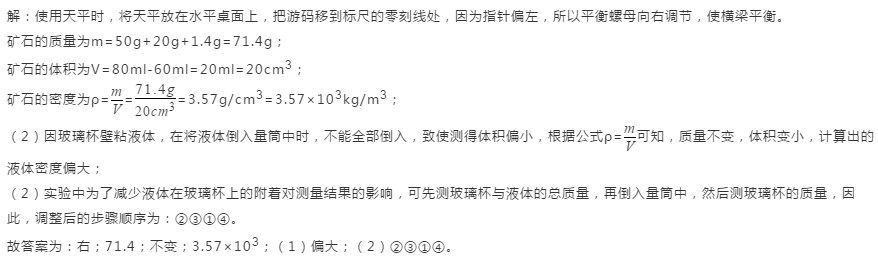 解：使用天平时，将天平放在水平桌面上，把游码移到标尺的零刻线处，因为指针偏左，所以平衡螺母向右调节，使横梁平衡。
矿石的质量为m=50g+20g+1.4g=71.4g；
矿石的体积为V=80ml-60ml=20ml=20cm³；
矿石的密度为ρ=m/V=71.4g/20cm³=3.57g/cm³=3.57×10³kg/m³；
（2）因玻璃杯壁粘液体，在将液体倒入量筒中时，不能全部倒入，致使测得体积偏小，根据公式ρ=m/V可知，质量不变，体积变小，计算出的
液体密度偏大；
（2）实验中为了减少液体在玻璃杯上的附着对测量结果的影响，可先测玻璃杯与液体的总质量，再倒入量筒中，然后测玻璃杯的质量，因
此，调整后的步骤顺序为：②③①④。
故答案为：右；71.4；不变；3.57×10³；（1）偏大；（2）②③①④。